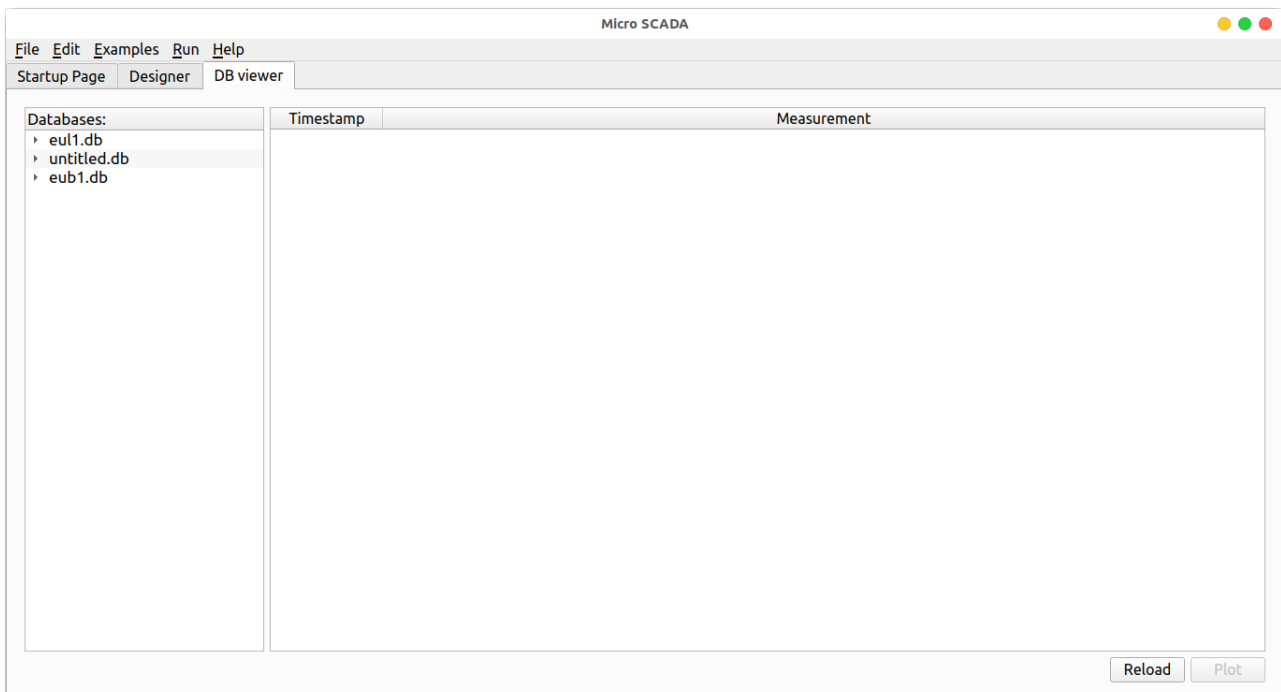 Micro SCADA
File Edit Examples Run Help
Startup Page Designer DB viewer
Databases: Timestamp Measurement
eul1.db
untitled.db
eub1.db
Reload Plot